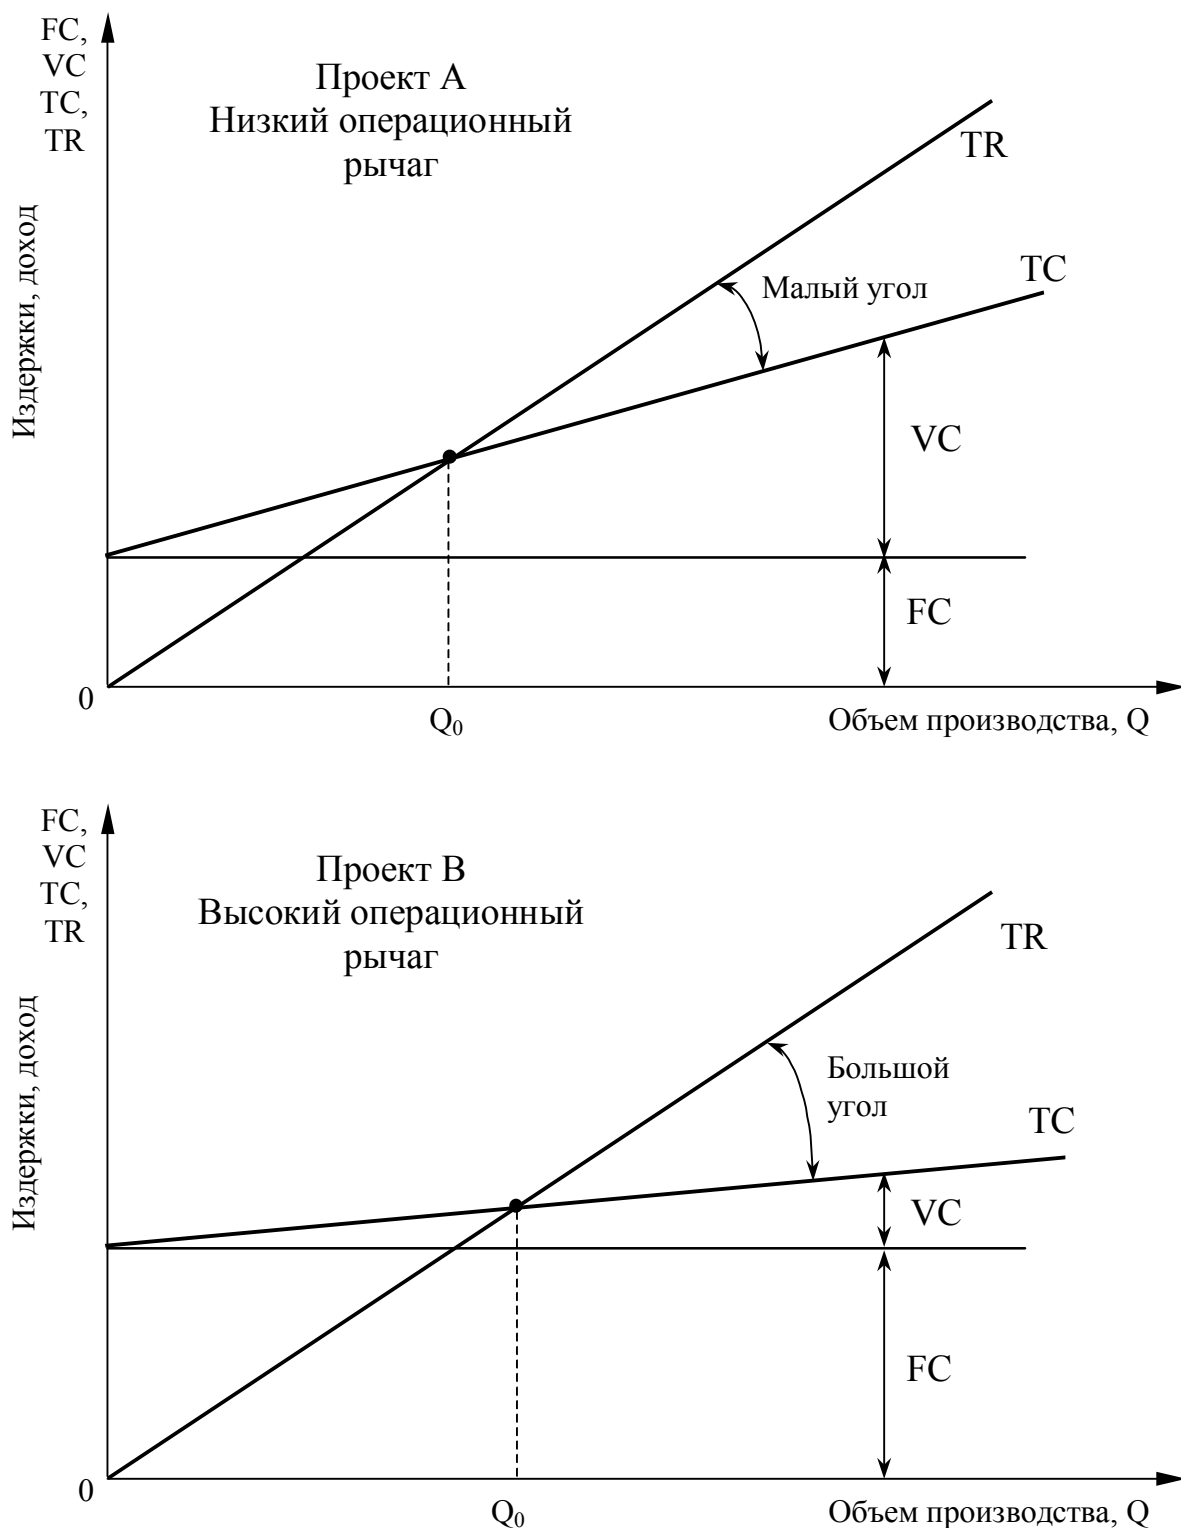 FC,
VC
TC,
TR
Проект А
Низкий операционный
рычаг
TR
TC
Малый угол
Издержки, доход
VC
FC
0
Q₀
Объем производства, Q
FC,
VC
TC,
TR
Проект В
Высокий операционный
рычаг
TR
Большой
угол
TC
Издержки, доход
VC
FC
0
Q₀
Объем производства, Q